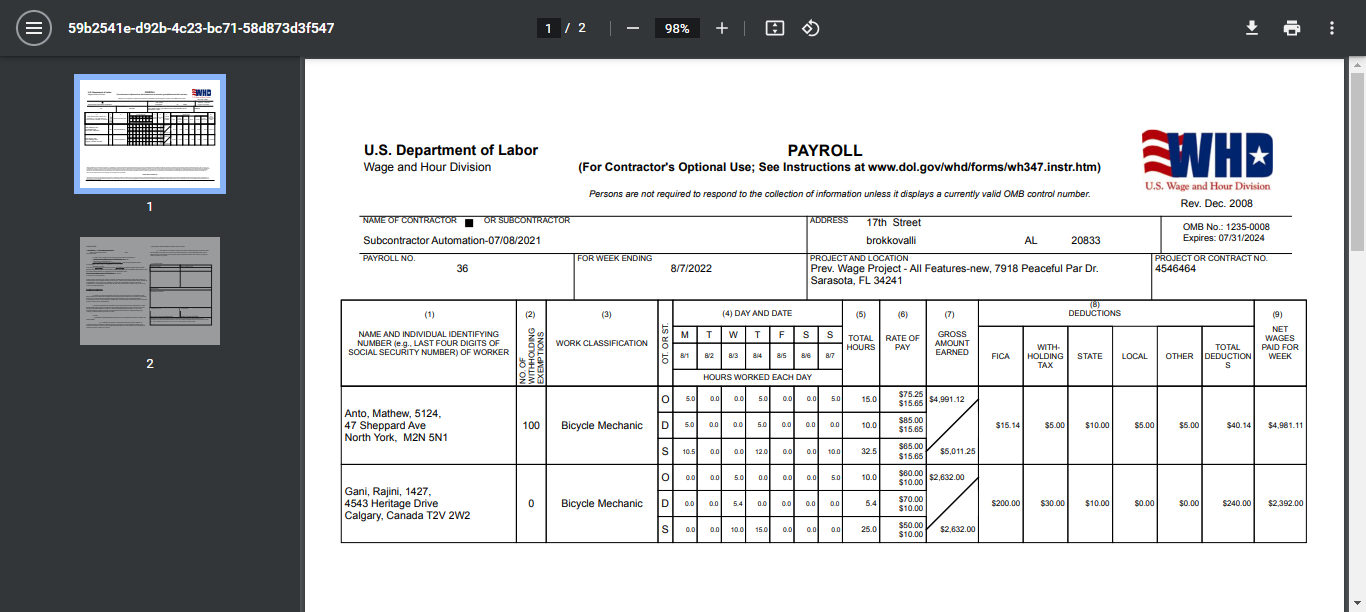 59b2541e-d92b-4c23-bc71-58d873d3f547
1 / 2
98%
1
2
U.S. Department of Labor
Wage and Hour Division
PAYROLL
(For Contractor's Optional Use; See Instructions at www.dol.gov/whd/forms/wh347.instr.htm)
Persons are not required to respond to the collection of information unless it displays a currently valid OMB control number.
WHD
U.S. Wage and Hour Division
Rev. Dec. 2008
NAME OF CONTRACTOR OR SUBCONTRACTOR
Subcontractor Automation-07/08/2021
ADDRESS 17th Street
brokkovalli AL 20833
OMB No.: 1235-0008
Expires: 07/31/2024
PAYROLL NO.
36
FOR WEEK ENDING
8/7/2022
PROJECT AND LOCATION
Prev. Wage Project - All Features-new, 7918 Peaceful Par Dr.
Sarasota, FL 34241
PROJECT OR CONTRACT NO.
4546464
(1)
NAME AND INDIVIDUAL IDENTIFYING
NUMBER (e.g., LAST FOUR DIGITS OF
SOCIAL SECURITY NUMBER) OF WORKER
(2)
NO. OF
WITHHOLDING
EXEMPTIONS
(3)
WORK CLASSIFICATION
OT. OR ST.
(4) DAY AND DATE
M T W T F S S
8/1 8/2 8/3 8/4 8/5 8/6 8/7
HOURS WORKED EACH DAY
(5)
TOTAL
HOURS
(6)
RATE OF
PAY
(7)
GROSS
AMOUNT
EARNED
(8)
DEDUCTIONS
FICA
WITH-
HOLDING
TAX
STATE
LOCAL
OTHER
TOTAL
DEDUCTION
S
(9)
NET
WAGES
PAID FOR
WEEK
Anto, Mathew, 5124,
47 Sheppard Ave
North York, M2N 5N1
100
Bicycle Mechanic
O 5.0 0.0 0.0 5.0 0.0 0.0 5.0 15.0 $75.25
$15.65
D 5.0 0.0 0.0 5.0 0.0 0.0 0.0 10.0 $85.00
$15.65
S 10.5 0.0 0.0 12.0 0.0 0.0 10.0 32.5 $65.00
$15.65
$4,991.12
$5,011.25
$15.14 $5.00 $10.00 $5.00 $5.00 $40.14 $4,981.11
Gani, Rajini, 1427,
4543 Heritage Drive
Calgary, Canada T2V 2W2
0
Bicycle Mechanic
O 0.0 0.0 5.0 0.0 0.0 0.0 5.0 10.0 $60.00
$10.00
D 0.0 0.0 5.4 0.0 0.0 0.0 0.0 5.4 $70.00
$10.00
S 0.0 0.0 10.0 15.0 0.0 0.0 0.0 25.0 $50.00
$10.00
$2,632.00
$2,632.00
$200.00 $30.00 $10.00 $0.00 $0.00 $240.00 $2,392.00